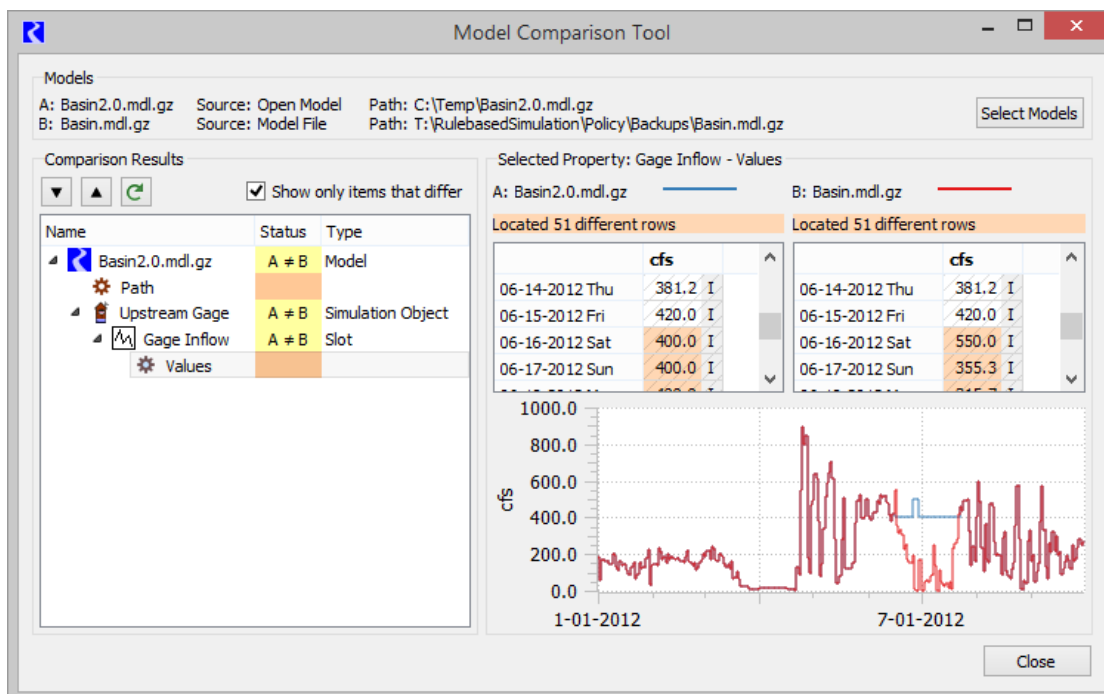 Model Comparison Tool
Models
A: Basin2.0.mdl.gz Source: Open Model Path: C:\Temp\Basin2.0.mdl.gz
B: Basin.mdl.gz Source: Model File Path: T:\RulebasedSimulation\Policy\Backups\Basin.mdl.gz
Select Models
Comparison Results
Show only items that differ
Name Status Type
Basin2.0.mdl.gz A ≠ B Model
Path
Upstream Gage A ≠ B Simulation Object
Gage Inflow A ≠ B Slot
Values
Selected Property: Gage Inflow - Values
A: Basin2.0.mdl.gz B: Basin.mdl.gz
Located 51 different rows Located 51 different rows
cfs cfs
06-14-2012 Thu 381.2 I 06-14-2012 Thu 381.2 I
06-15-2012 Fri 420.0 I 06-15-2012 Fri 420.0 I
06-16-2012 Sat 400.0 I 06-16-2012 Sat 550.0 I
06-17-2012 Sun 400.0 I 06-17-2012 Sun 355.3 I
1000.0
800.0
600.0
400.0
200.0
0.0
cfs
1-01-2012 7-01-2012
Close